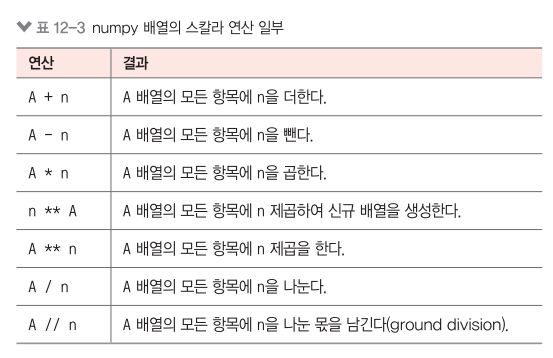 표 12-3 numpy 배열의 스칼라 연산 일부
연산 결과
A + n A 배열의 모든 항목에 n을 더한다.
A - n A 배열의 모든 항목에 n을 뺀다.
A * n A 배열의 모든 항목에 n을 곱한다.
n ** A A 배열의 모든 항목에 n 제곱하여 신규 배열을 생성한다.
A ** n A 배열의 모든 항목에 n 제곱을 한다.
A / n A 배열의 모든 항목에 n을 나눈다.
A // n A 배열의 모든 항목에 n을 나눈 몫을 남긴다(ground division).